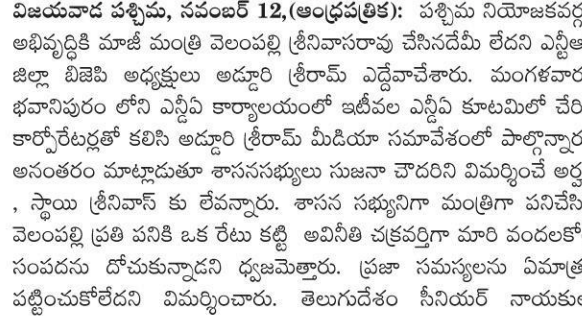 విజయవాడ పశ్చిమ, నవంబర్ 12,(ఆంధ్రపత్రిక): పశ్చిమ నియోజకవర్గ
అభివృద్ధికి మాజీ మంత్రి వెలంపల్లి శ్రీనివాసరావు చేసినదేమీ లేదని ఎన్టీఆ
జిల్లా బిజెపి అధ్యక్షులు అడ్డూరి శ్రీరామ్ ఎద్దేవాచేశారు. మంగళవార
భవానిపురం లోని ఎన్డీఏ కార్యాలయంలో ఇటీవల ఎన్డీఏ కూటమిలో చేరి
కార్పోరేటర్లతో కలిసి అడ్డూరి శ్రీరామ్ మీడియా సమావేశంలో పాల్గొన్నార
అనంతరం మాట్లాడుతూ శాసనసభ్యులు సుజనా చౌదరిని విమర్శించే అర్హ
, స్థాయి శ్రీనివాస్ కు లేవన్నారు. శాసన సభ్యునిగా మంత్రిగా పనిచేసి
వెలంపల్లి ప్రతి పనికి ఒక రేటు కట్టి అవినీతి చక్రవర్తిగా మారి వందలకో
సంపదను దోచుకున్నాడని ధ్వజమెత్తారు. ప్రజా సమస్యలను ఏమాత్ర
పట్టించుకోలేదని విమర్శించారు. తెలుగుదేశం సీనియర్ నాయకుల